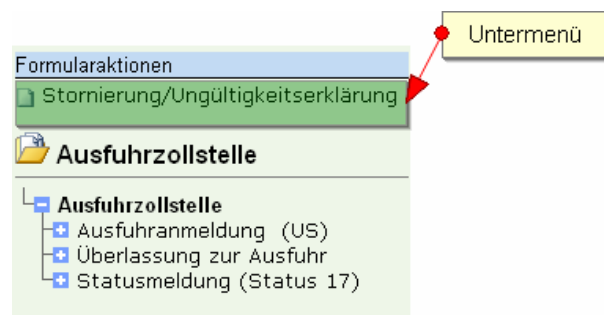 Untermenü
Formularaktionen
Stornierung/Ungültigkeitserklärung
Ausfuhrzollstelle
Ausfuhrzollstelle
Ausfuhranmeldung (US)
Überlassung zur Ausfuhr
Statusmeldung (Status 17)